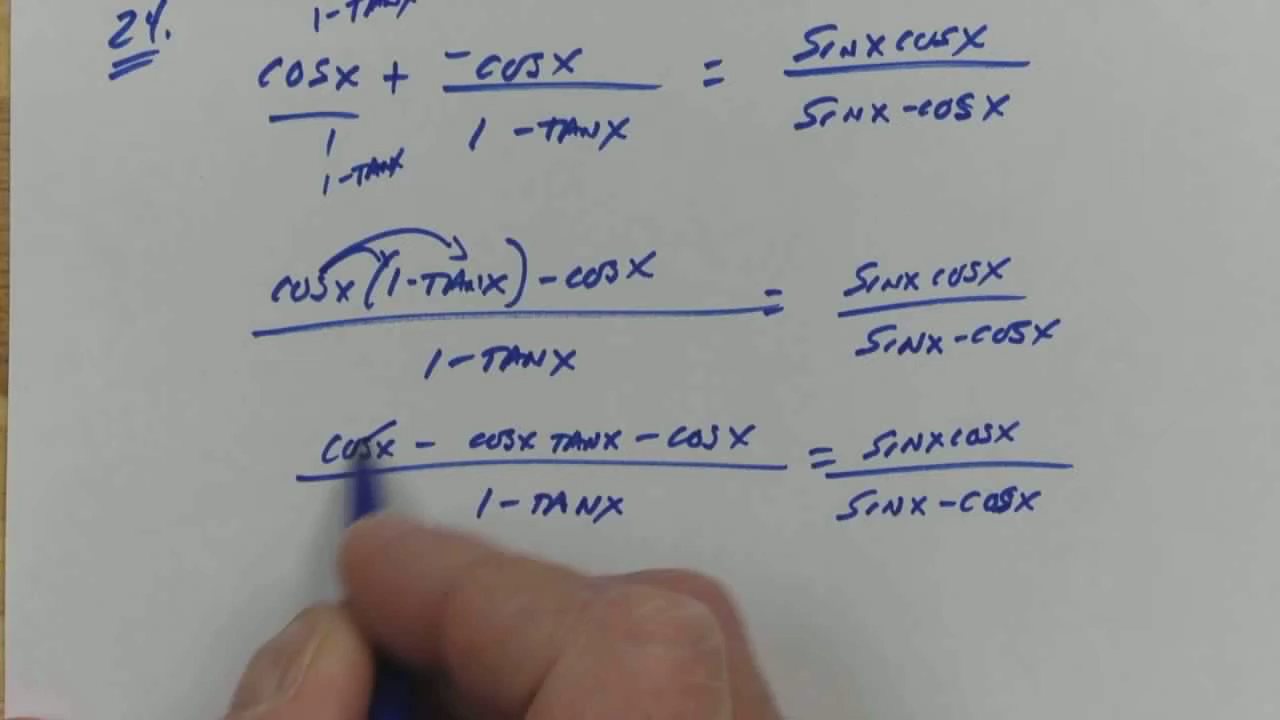 24.
1-TANX
COSX + -COSX = SINX COSX
1 1-TANX SINX-COSX
1-TANX
COSX(1-TANX)-COSX = SINX COSX
1-TANX SINX-COSX
COSX - COSX TANX - COSX = SINX COSX
1-TANX SINX-COSX